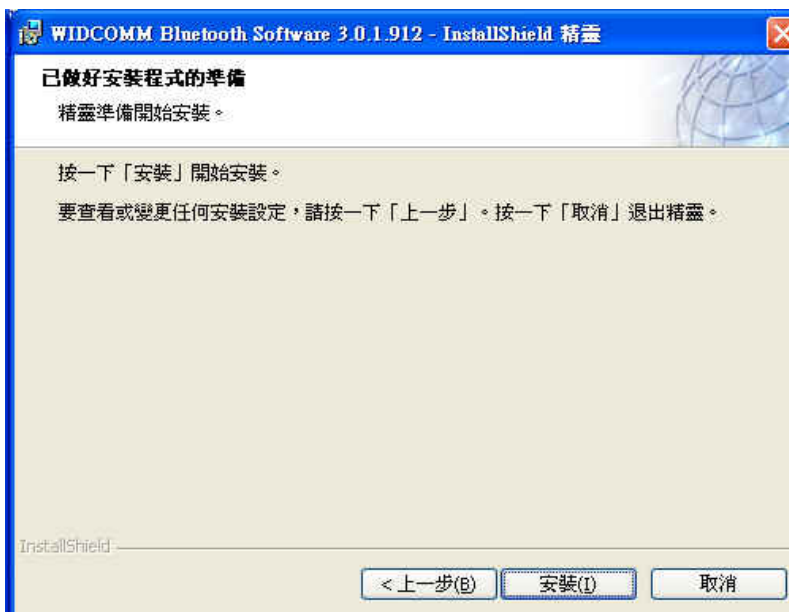 WIDCOMM Bluetooth Software 3.0.1.912 - InstallShield 精靈
已做好安裝程式的準備
精靈準備開始安裝。
按一下「安裝」開始安裝。
要查看或變更任何安裝設定，請按一下「上一步」。按一下「取消」退出精靈。
InstallShield
< 上一步(B) 安裝(I) 取消